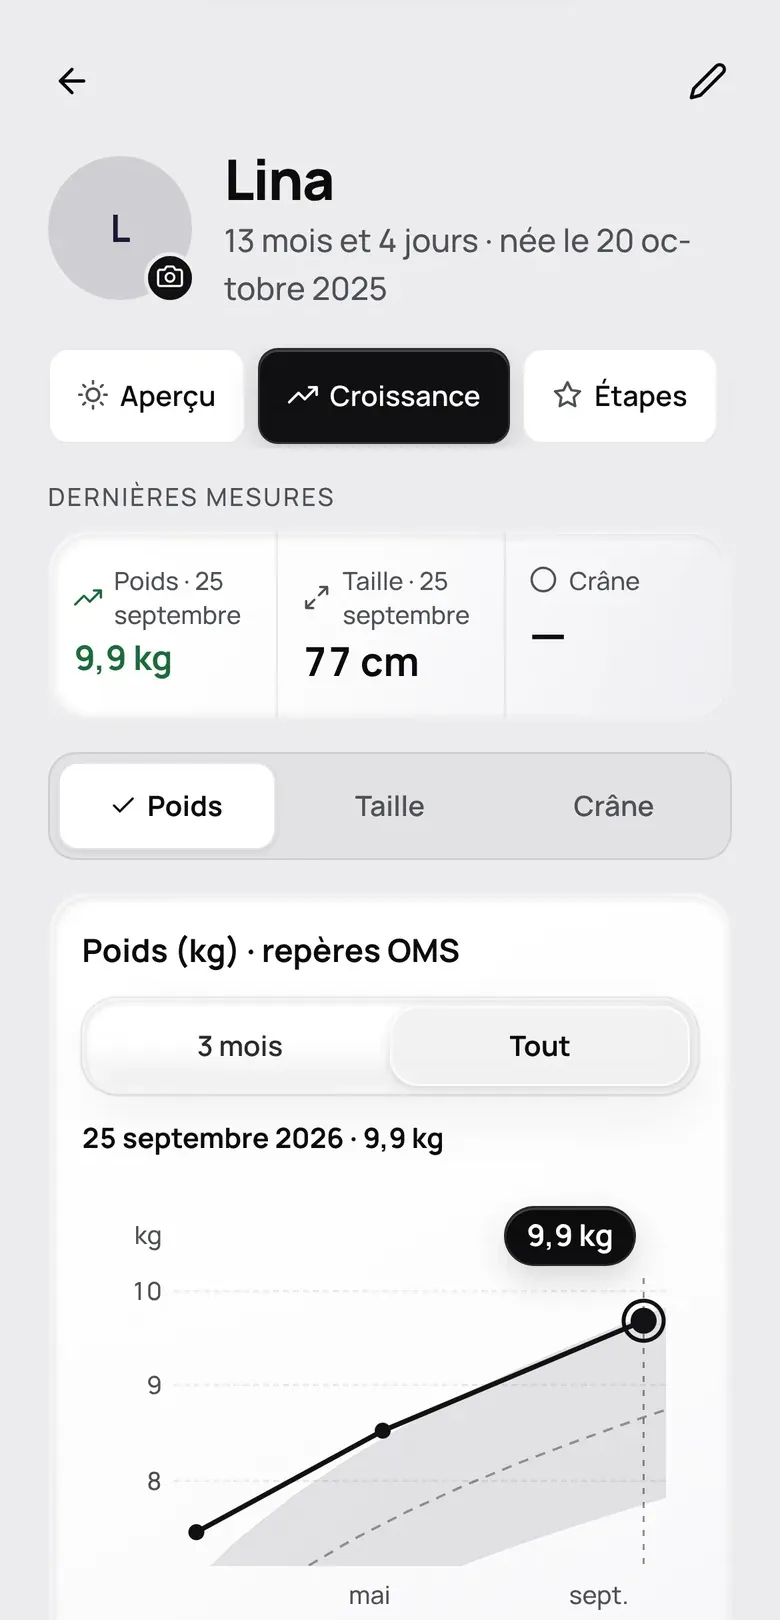 Lina
L
13 mois et 4 jours · née le 20 oc-
tobre 2025
Aperçu
Croissance
Étapes
DERNIÈRES MESURES
Poids · 25
septembre
9,9 kg
Taille · 25
septembre
77 cm
Crâne
—
Poids
Taille
Crâne
Poids (kg) · repères OMS
3 mois
Tout
25 septembre 2026 · 9,9 kg
kg
9,9 kg
10
9
8
mai
sept.